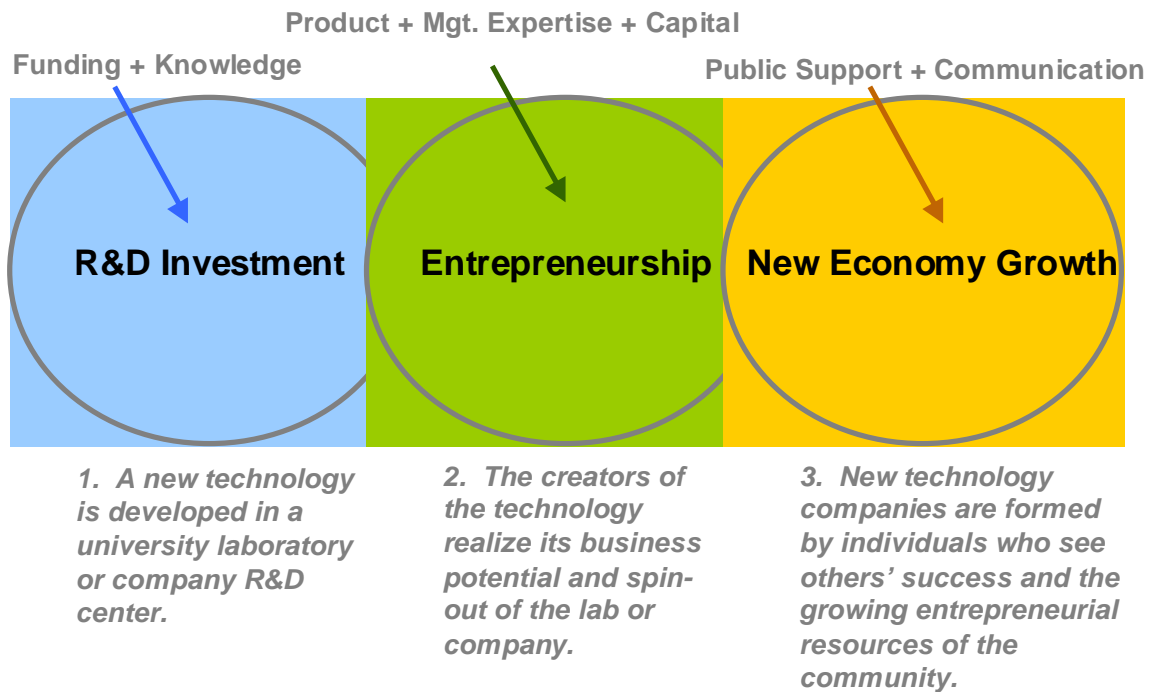 Product + Mgt. Expertise + Capital
Funding + Knowledge
Public Support + Communication
R&D Investment
Entrepreneurship
New Economy Growth
1. A new technology
is developed in a
university laboratory
or company R&D
center.
2. The creators of
the technology
realize its business
potential and spin-
out of the lab or
company.
3. New technology
companies are formed
by individuals who see
others’ success and the
growing entrepreneurial
resources of the
community.